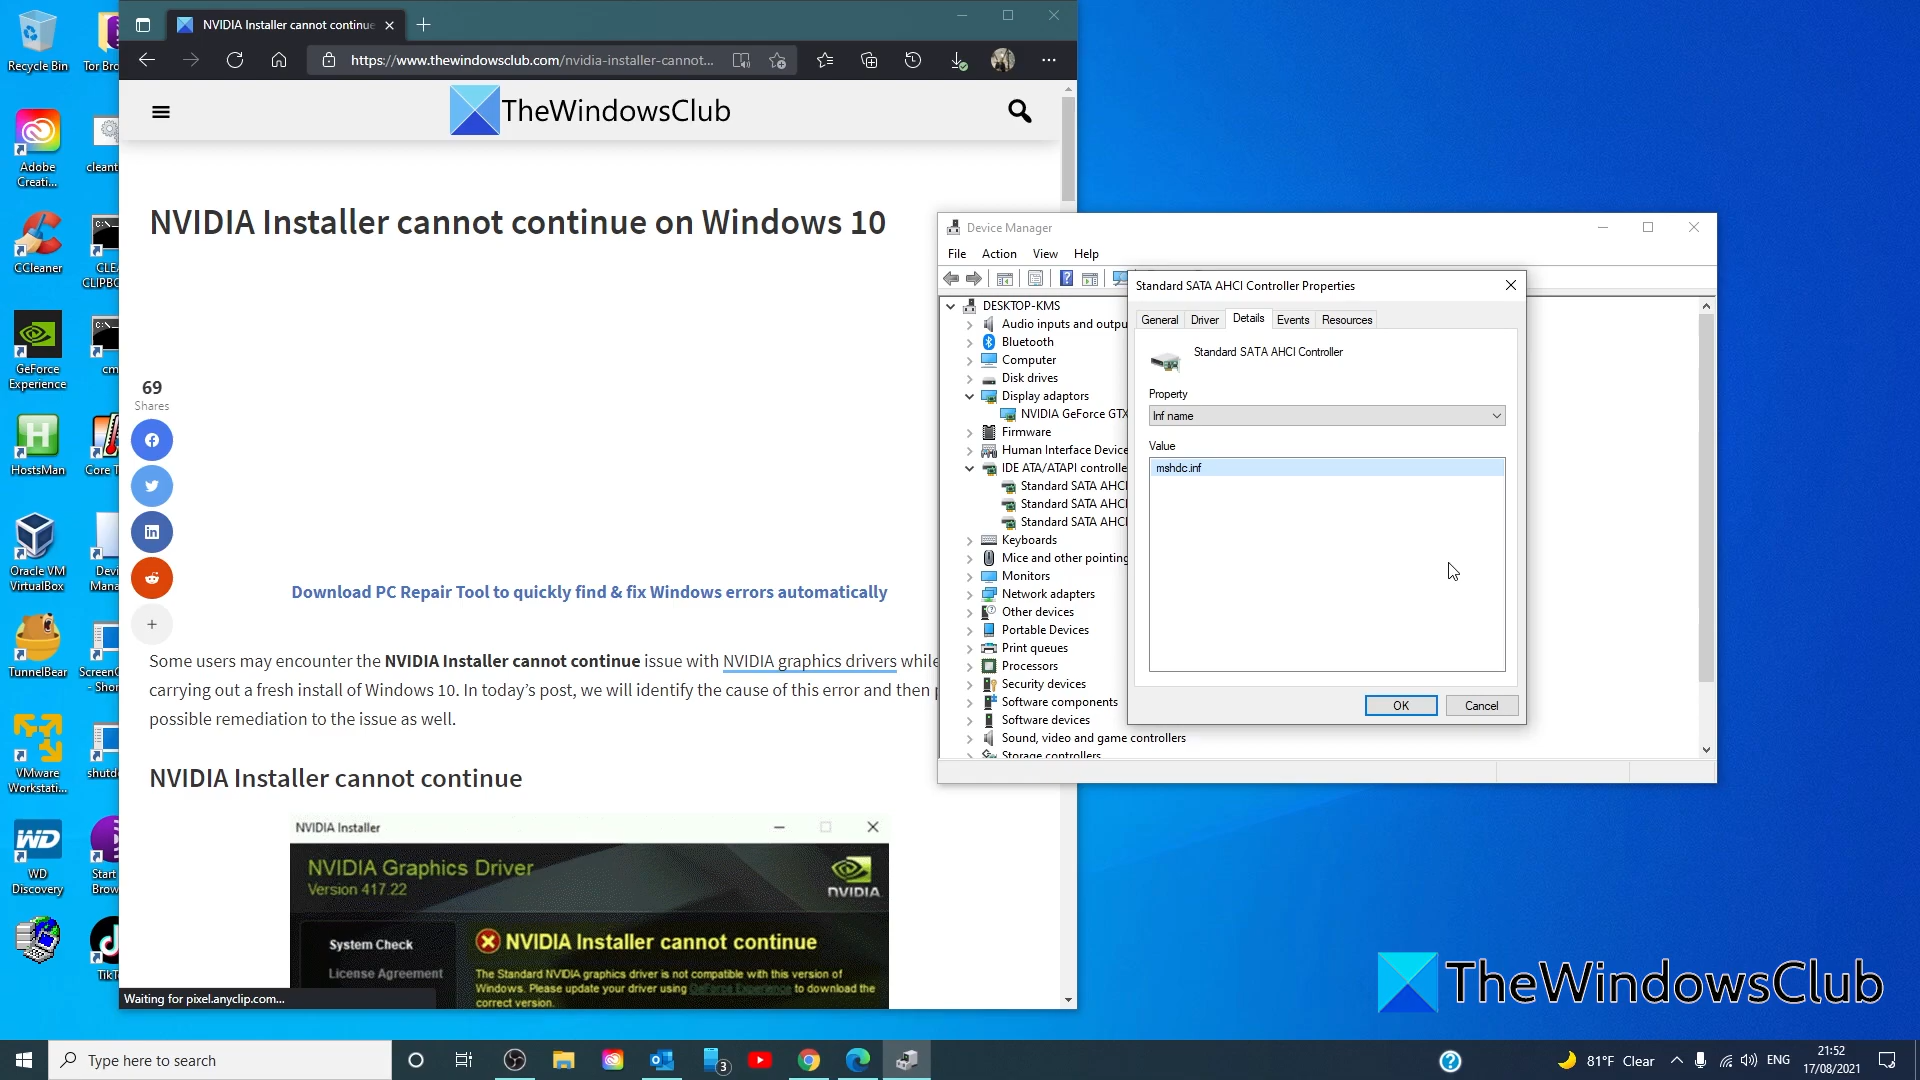 Recycle Bin
Tor Bro
Adobe
Creati...
cleant
CCleaner
CLEA
CLIPBO
GeForce
Experience
cm
HostsMan
Core T
Oracle VM
VirtualBox
Devi
Mana
TunnelBear
ScreenO
- Shor
VMware
Workstati...
shutd
WD
Discovery
Start
Brow
TikT
NVIDIA Installer cannot continue
https://www.thewindowsclub.com/nvidia-installer-cannot...
TheWindowsClub
NVIDIA Installer cannot continue on Windows 10
69
Shares
Download PC Repair Tool to quickly find & fix Windows errors automatically
Some users may encounter the NVIDIA Installer cannot continue issue with NVIDIA graphics drivers while
carrying out a fresh install of Windows 10. In today's post, we will identify the cause of this error and then p
possible remediation to the issue as well.
NVIDIA Installer cannot continue
NVIDIA Installer
NVIDIA Graphics Driver
Version 417.22
NVIDIA
System Check
License Agreement
NVIDIA Installer cannot continue
The Standard NVIDIA graphics driver is not compatible with this version of
Windows. Please update your driver using GeForce Experience to download the
correct version.
Waiting for pixel.anyclip.com...
Device Manager
File Action View Help
DESKTOP-KMS
Audio inputs and outpu
Bluetooth
Computer
Disk drives
Display adaptors
NVIDIA GeForce GTX
Firmware
Human Interface Device
IDE ATA/ATAPI controlle
Standard SATA AHCI
Standard SATA AHCI
Standard SATA AHCI
Keyboards
Mice and other pointing
Monitors
Network adapters
Other devices
Portable Devices
Print queues
Processors
Security devices
Software components
Software devices
Sound, video and game controllers
Storage controllers
Standard SATA AHCI Controller Properties
General Driver Details Events Resources
Standard SATA AHCI Controller
Property
Inf name
Value
mshdc.inf
OK Cancel
TheWindowsClub
Type here to search
3
81°F Clear
ENG
21:52
17/08/2021